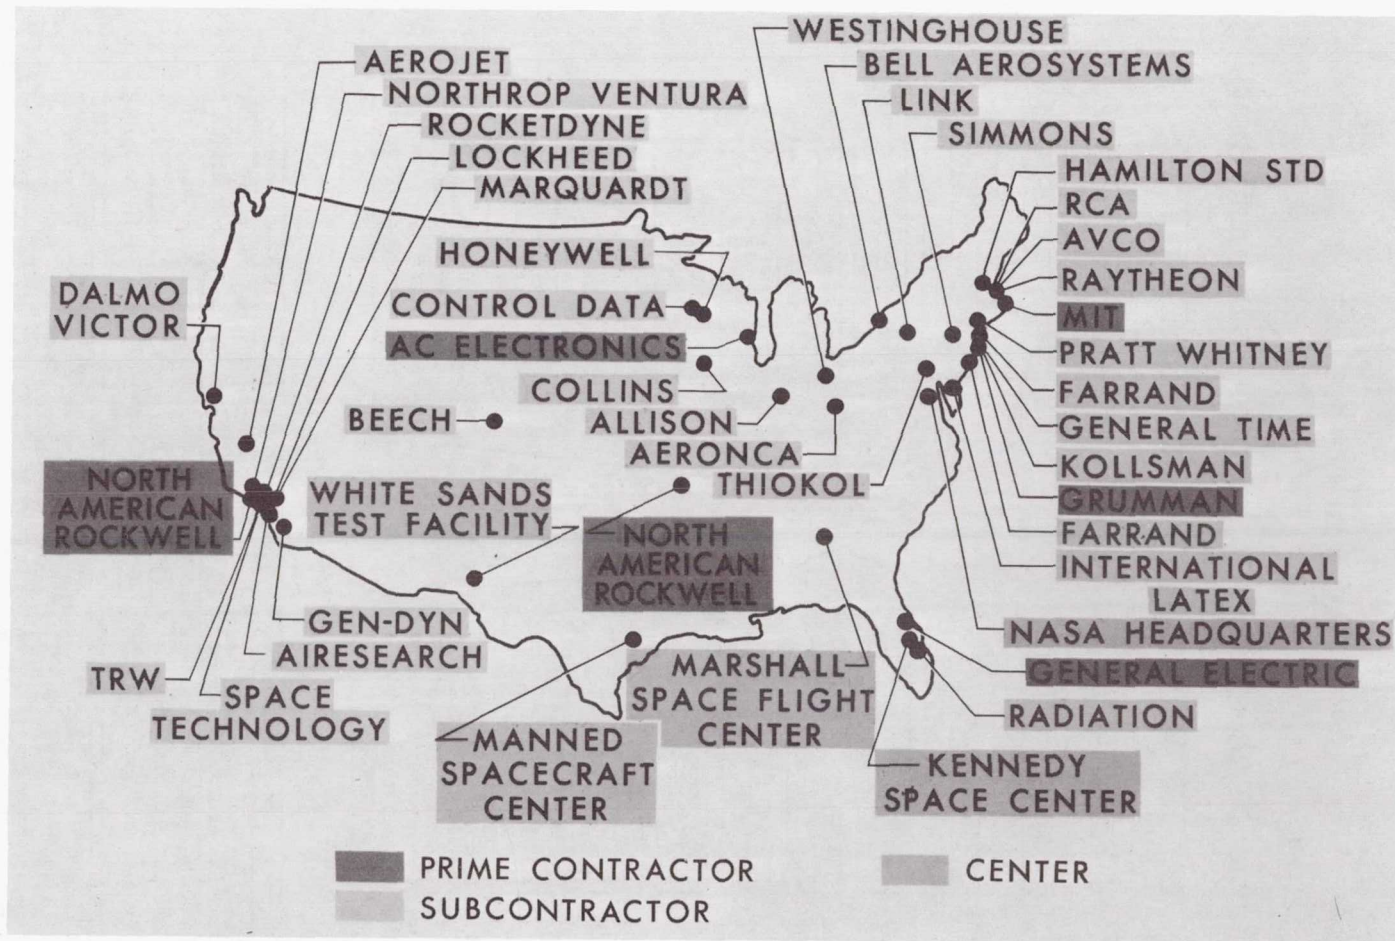 WESTINGHOUSE
BELL AEROSYSTEMS
LINK
SIMMONS
AEROJET
NORTHROP VENTURA
ROCKETDYNE
LOCKHEED
MARQUARDT
HAMILTON STD
RCA
AVCO
RAYTHEON
MIT
PRATT WHITNEY
FARRAND
GENERAL TIME
KOLLSMAN
GRUMMAN
FARRAND
INTERNATIONAL
LATEX
NASA HEADQUARTERS
GENERAL ELECTRIC
RADIATION
KENNEDY
SPACE CENTER
HONEYWELL
CONTROL DATA
AC ELECTRONICS
COLLINS
ALLISON
AERONCA
THIOKOL
BEECH
DALMO
VICTOR
NORTH
AMERICAN
ROCKWELL
WHITE SANDS
TEST FACILITY
NORTH
AMERICAN
ROCKWELL
GEN-DYN
AIRESEARCH
TRW
SPACE
TECHNOLOGY
MARSHALL
SPACE FLIGHT
CENTER
MANNED
SPACECRAFT
CENTER
PRIME CONTRACTOR
SUBCONTRACTOR
CENTER